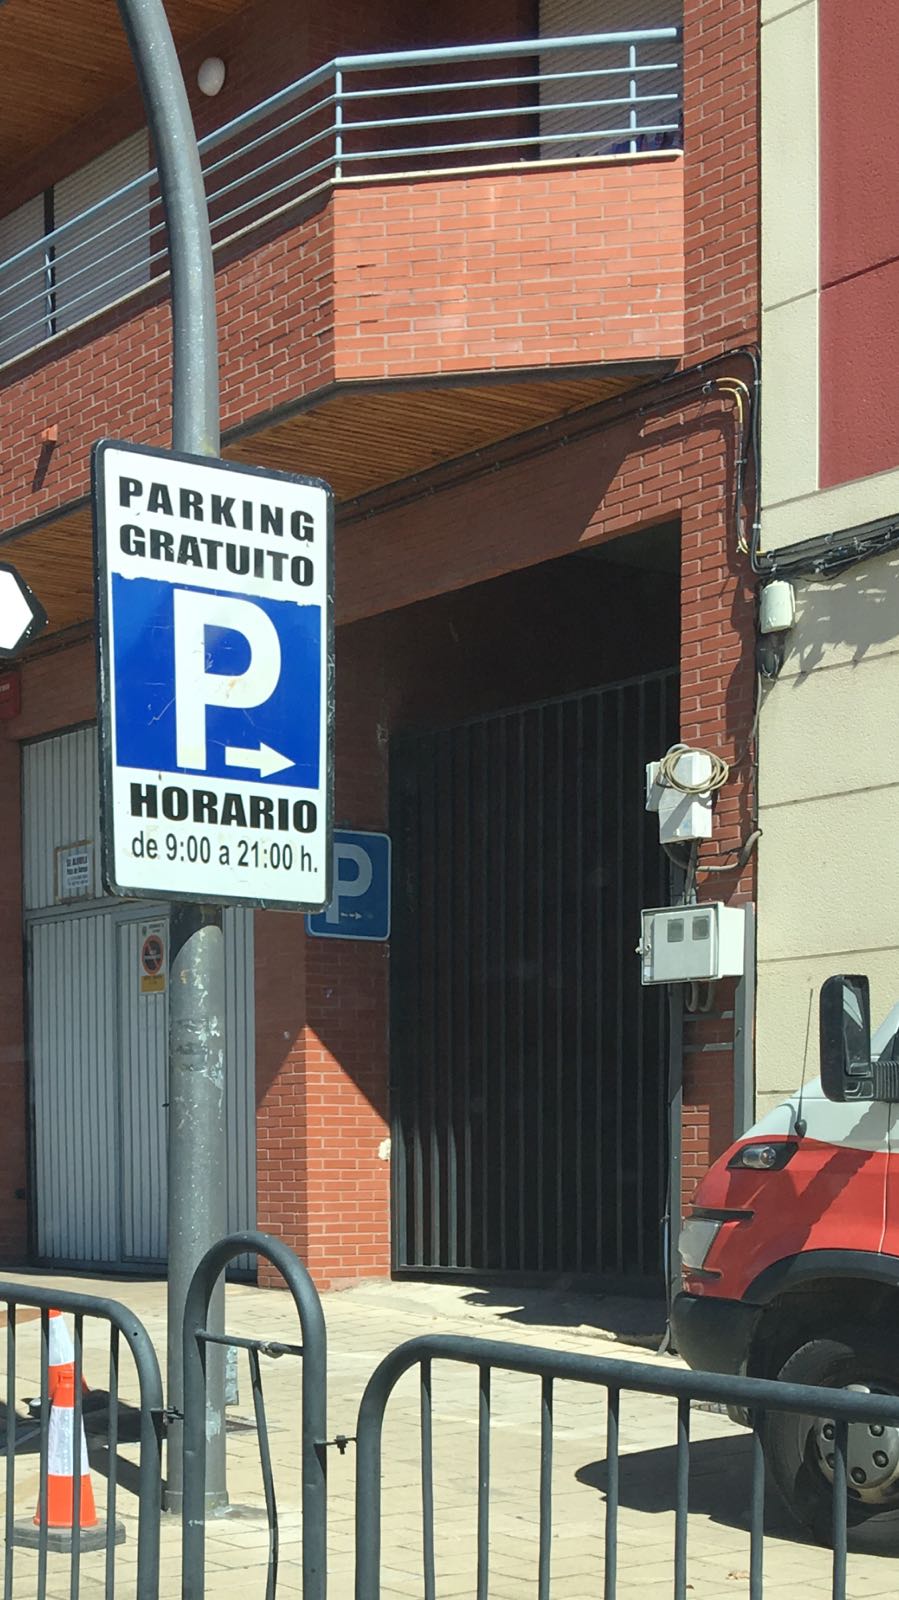 PARKING
GRATUITO
P
HORARIO
de 9:00 a 21:00 h.
P